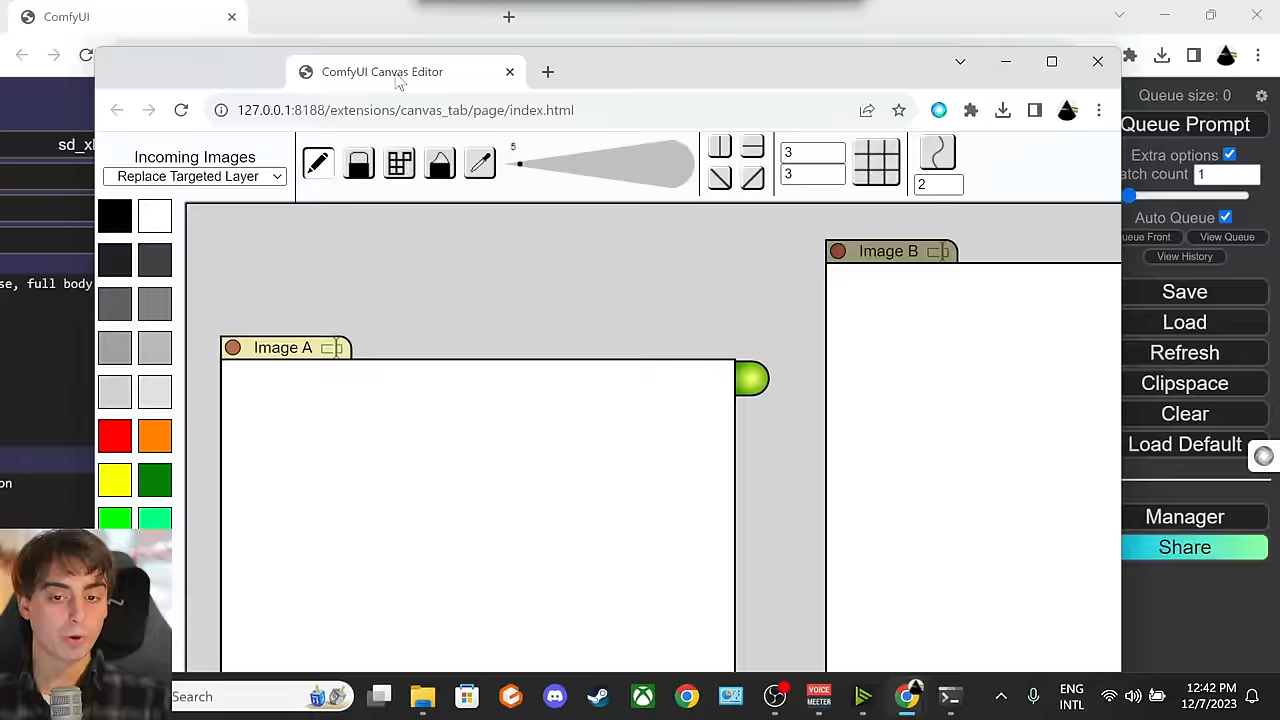 ComfyUI
ComfyUI Canvas Editor
127.0.0.1:8188/extensions/canvas_tab/page/index.html
Queue size: 0
Queue Prompt
Extra options
atch count 1
Auto Queue
ueue Front View Queue
View History
Save
Load
Refresh
Clipspace
Clear
Load Default
Manager
Share
sd_xl
se, full body
on
Incoming Images
Replace Targeted Layer
5
3
3
2
Image A
Image B
Search
VOICE
MEETER
ENG
INTL
12:42 PM
12/7/2023